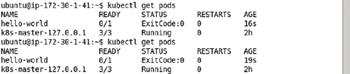 ubuntu@ip-172-30-1-41:~$ kubectl get pods
NAME READY STATUS RESTARTS AGE
hello-world 0/1 ExitCode:0 0 16s
k8s-master-127.0.0.1 3/3 Running 0 2h
ubuntu@ip-172-30-1-41:~$ kubectl get pods
NAME READY STATUS RESTARTS AGE
hello-world 0/1 ExitCode:0 0 19s
k8s-master-127.0.0.1 3/3 Running 0 2h